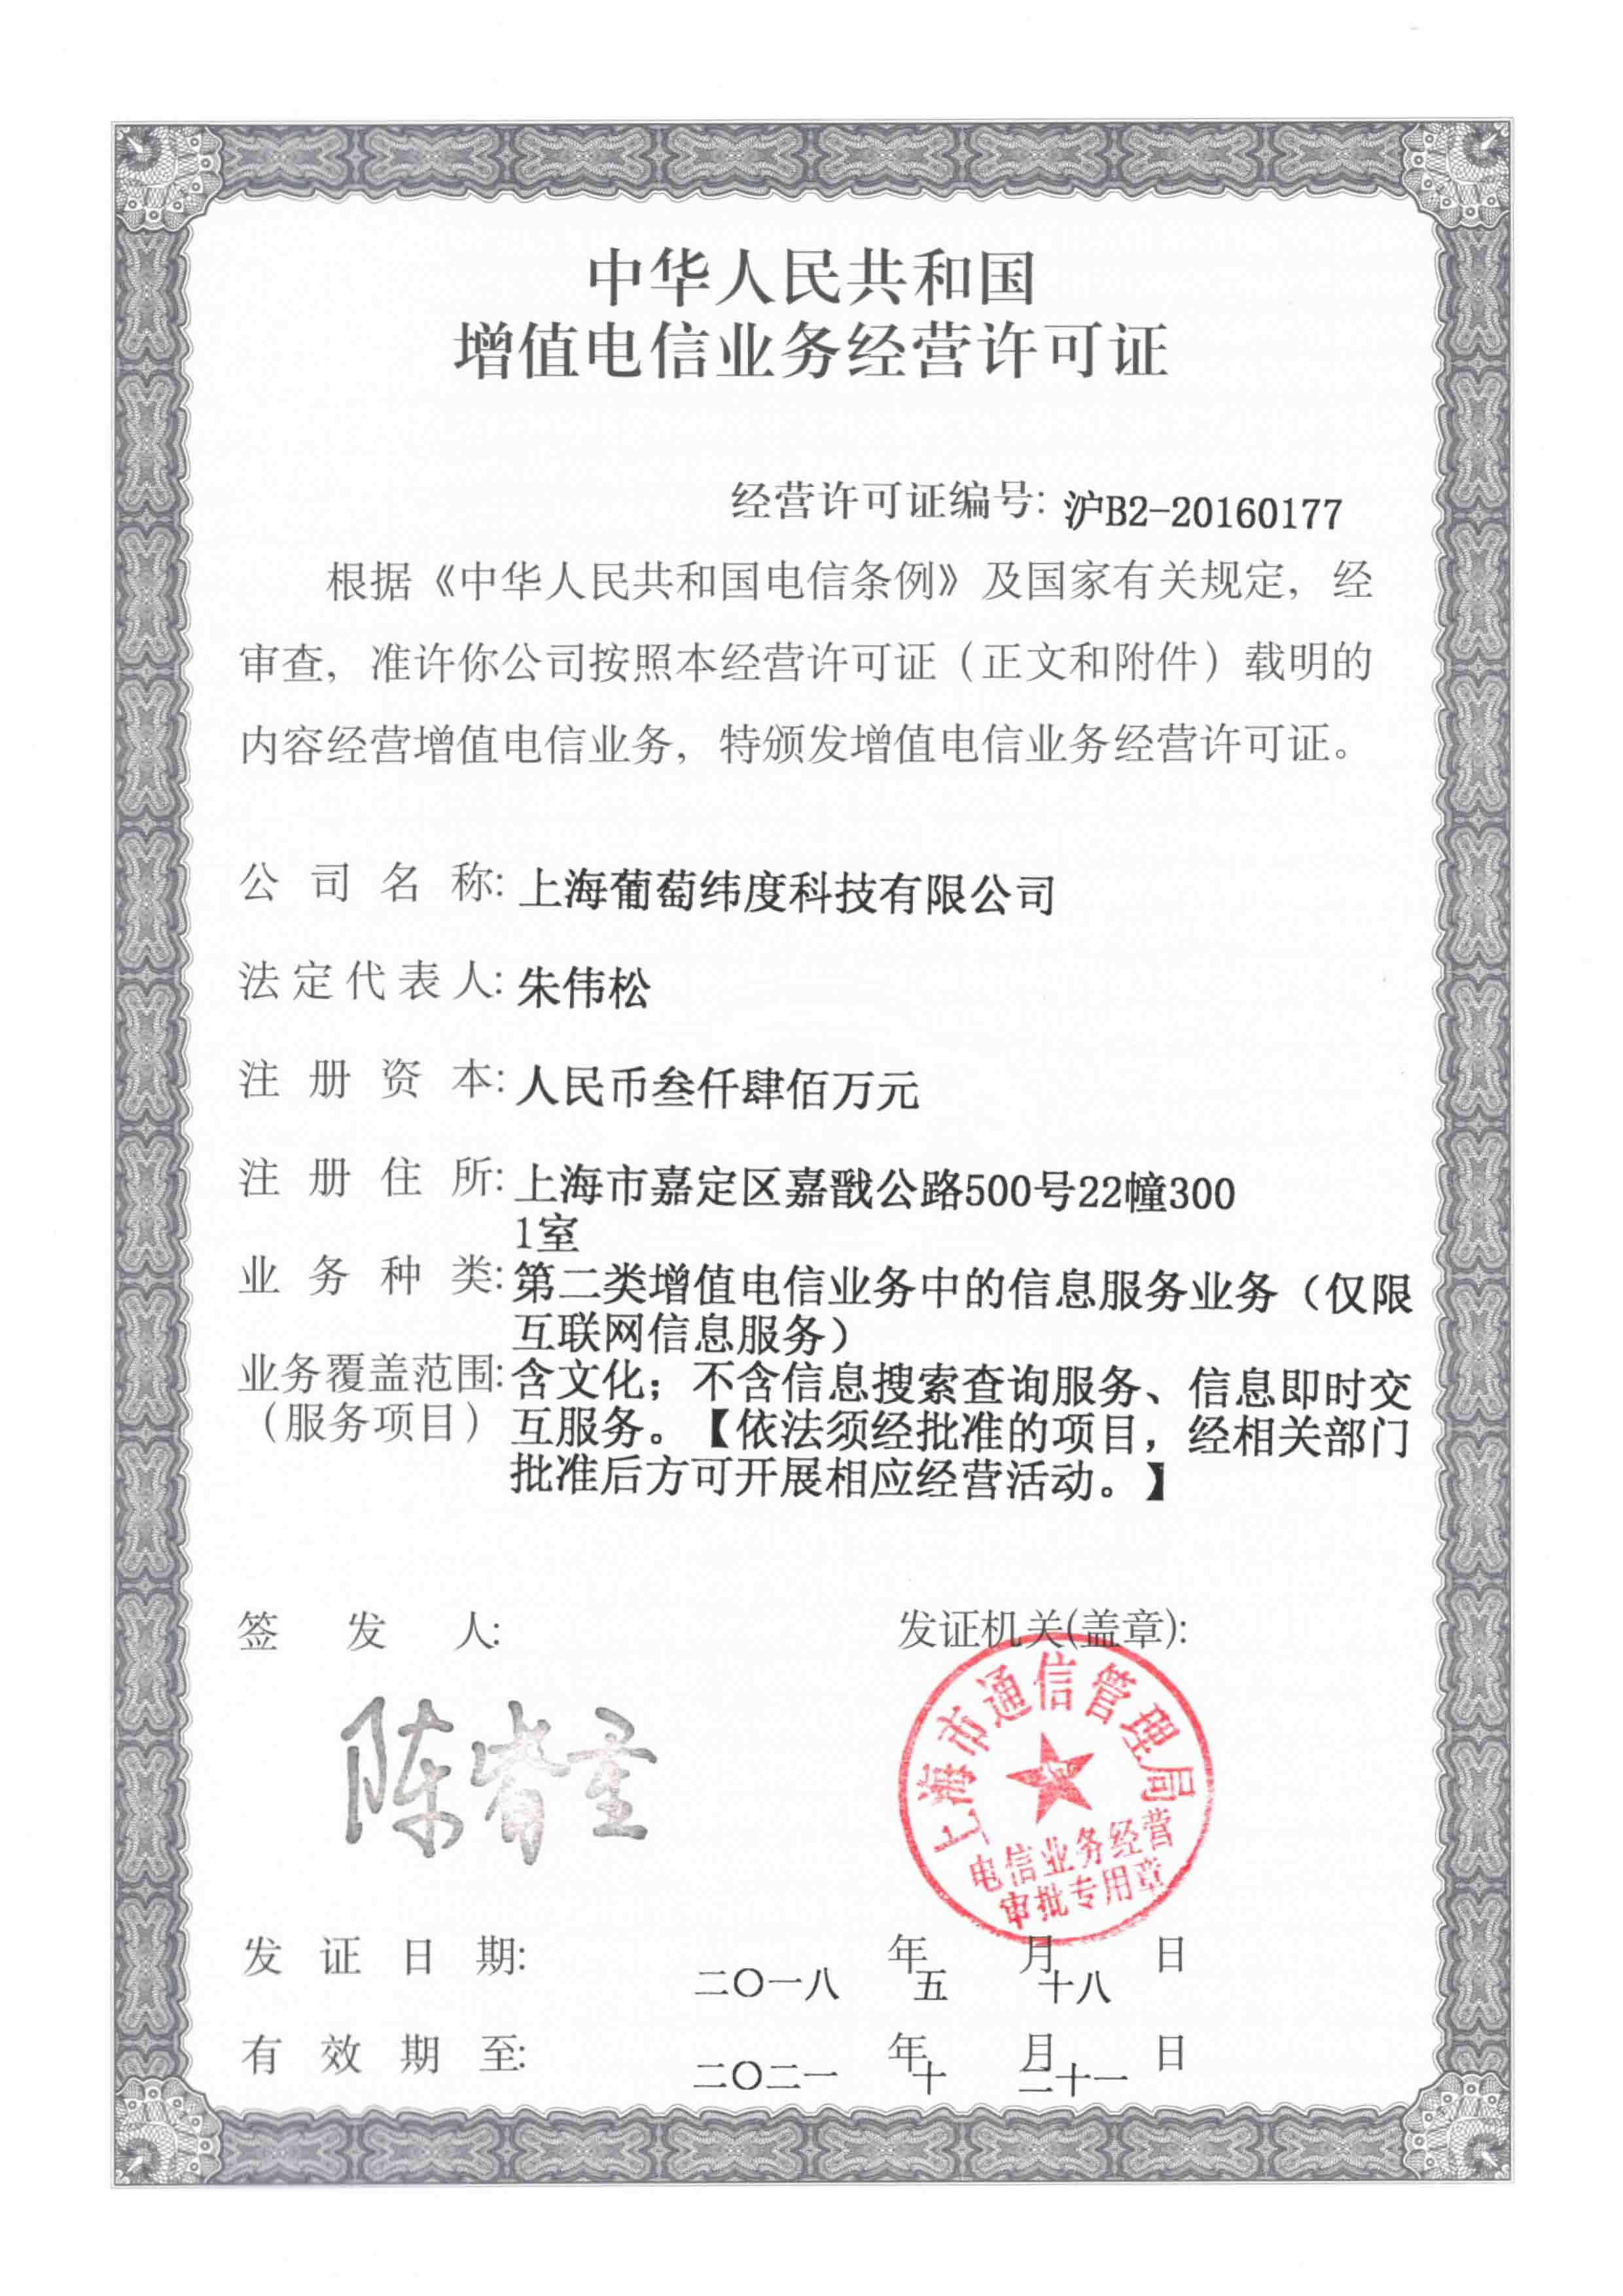 中华人民共和国
增值电信业务经营许可证
经营许可证编号: 沪B2-20160177
根据《中华人民共和国电信条例》及国家有关规定，经
审查，准许你公司按照本经营许可证（正文和附件）载明的
内容经营增值电信业务，特颁发增值电信业务经营许可证。
公司名称: 上海葡萄纬度科技有限公司
法定代表人: 朱伟松
注册资本: 人民币叁仟肆佰万元
注册住所: 上海市嘉定区嘉戬公路500号22幢300
1室
业务种类: 第二类增值电信业务中的信息服务业务（仅限
互联网信息服务）
业务覆盖范围: 含文化；不含信息搜索查询服务、信息即时交
（服务项目） 互服务。【依法须经批准的项目，经相关部门
批准后方可开展相应经营活动。】
签发人: 发证机关(盖章):
上海市通信管理局
电信业务经营
审批专用章
发证日期: 二〇一八年五月十八日
有效期至: 二〇二一年十月二十一日